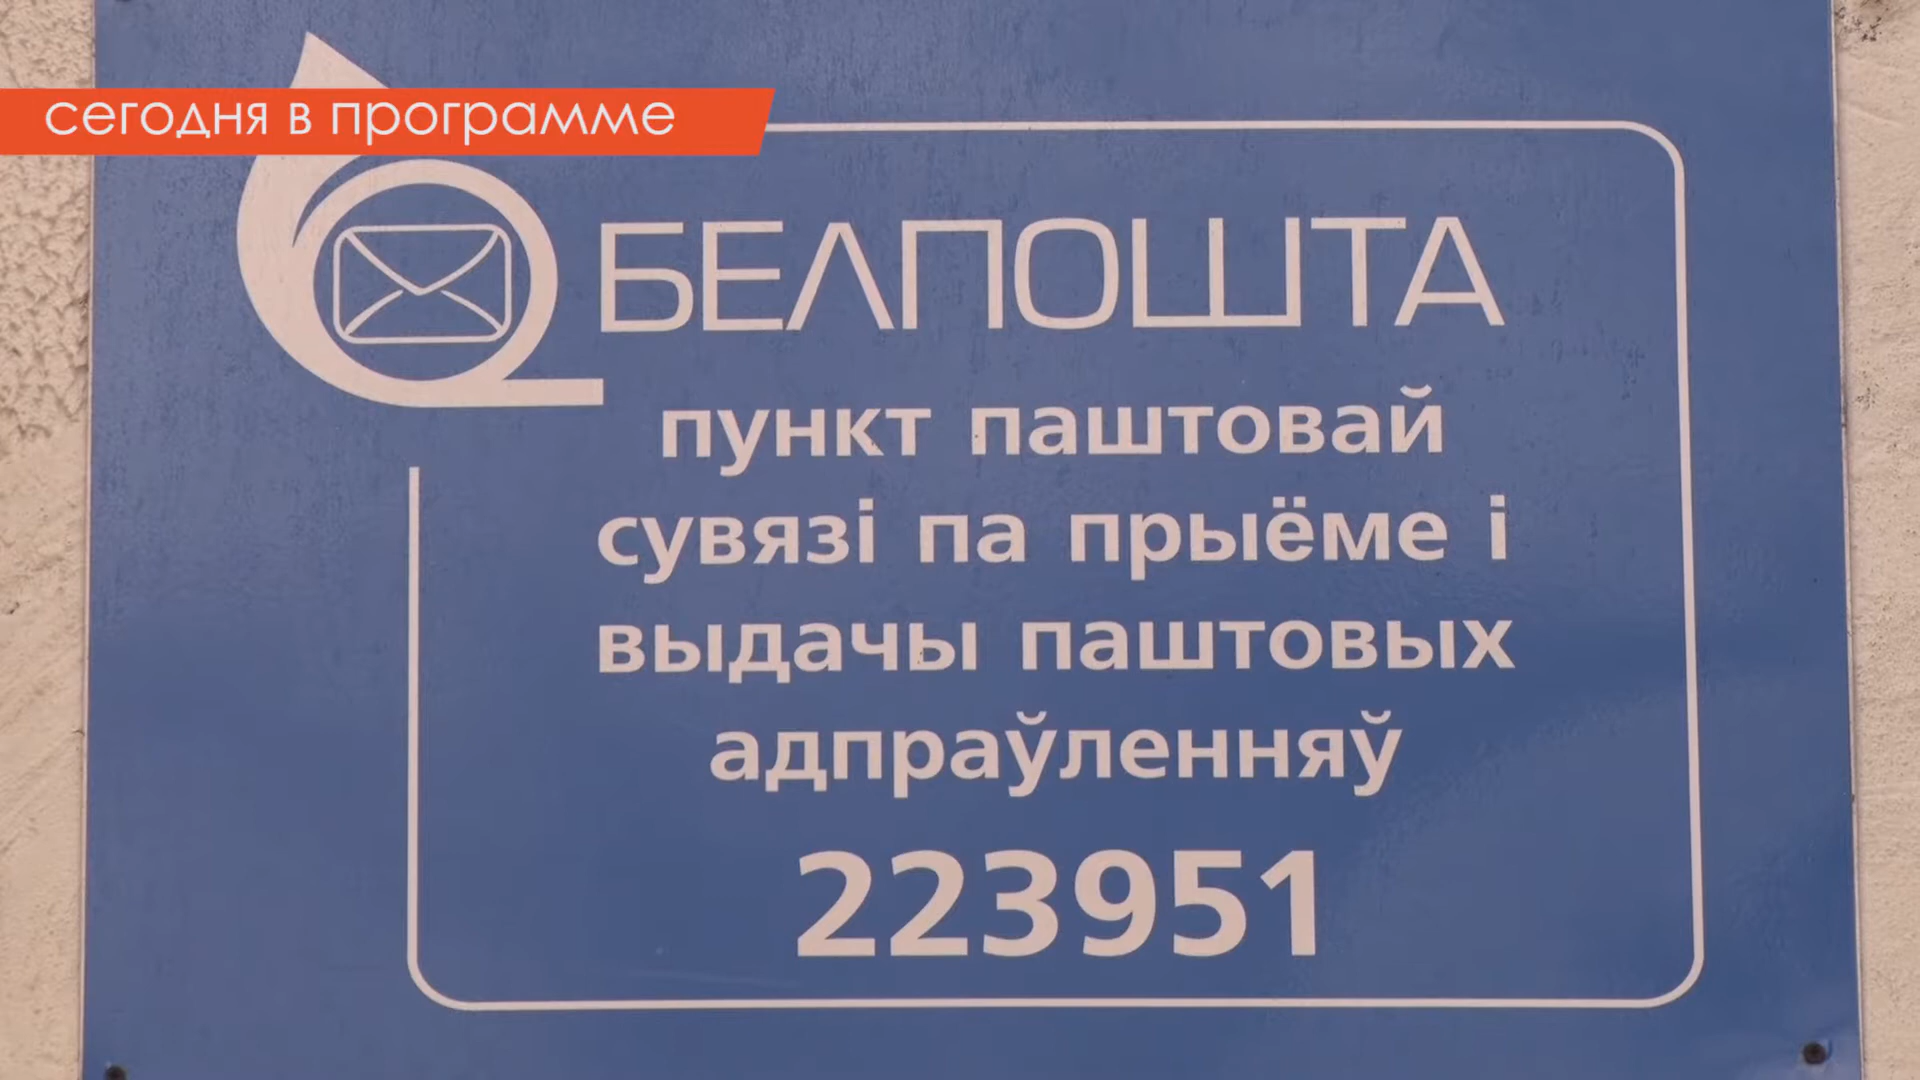 сегодня в программе
БЕЛПОШТА
пункт паштовай
сувязі па прыёме і
выдачы паштовых
адпраўленняў
223951